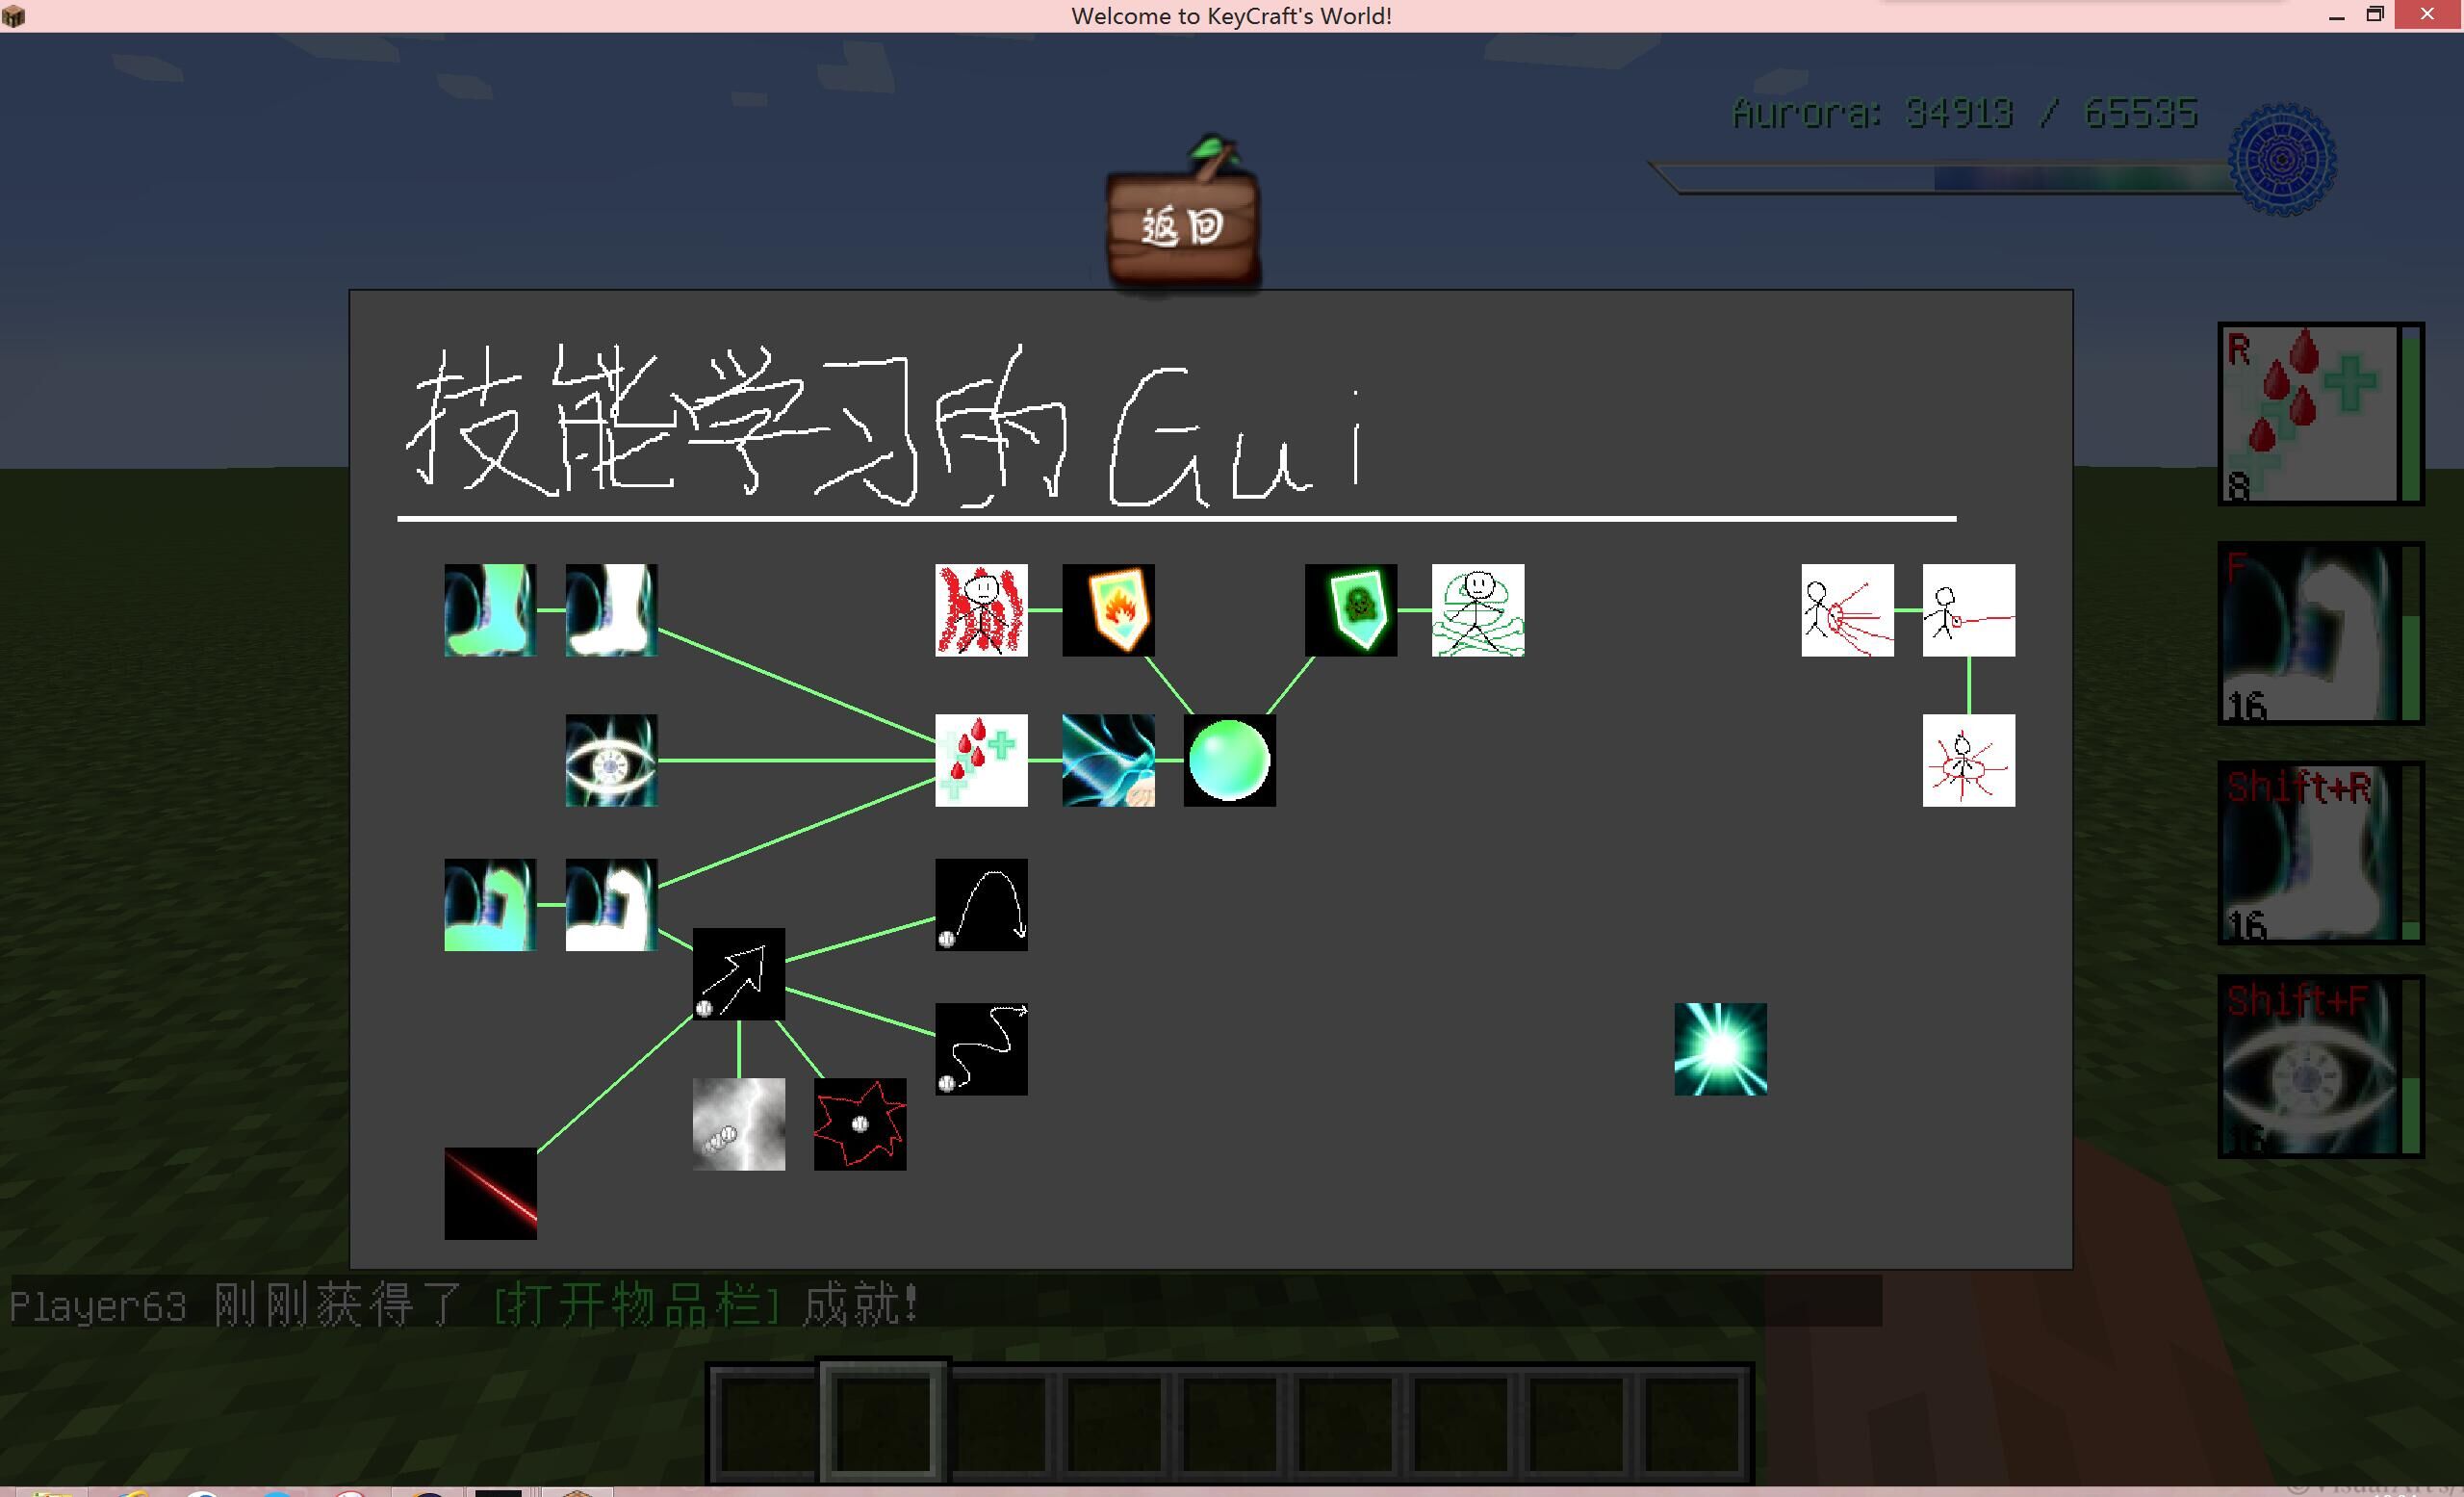 Welcome to KeyCraft's World!
Aurora: 34913 / 65535
返回
技能学习的Gui
R
8
F
16
Shift+R
16
Shift+F
16
Player63 刚刚获得了 [打开物品栏] 成就!